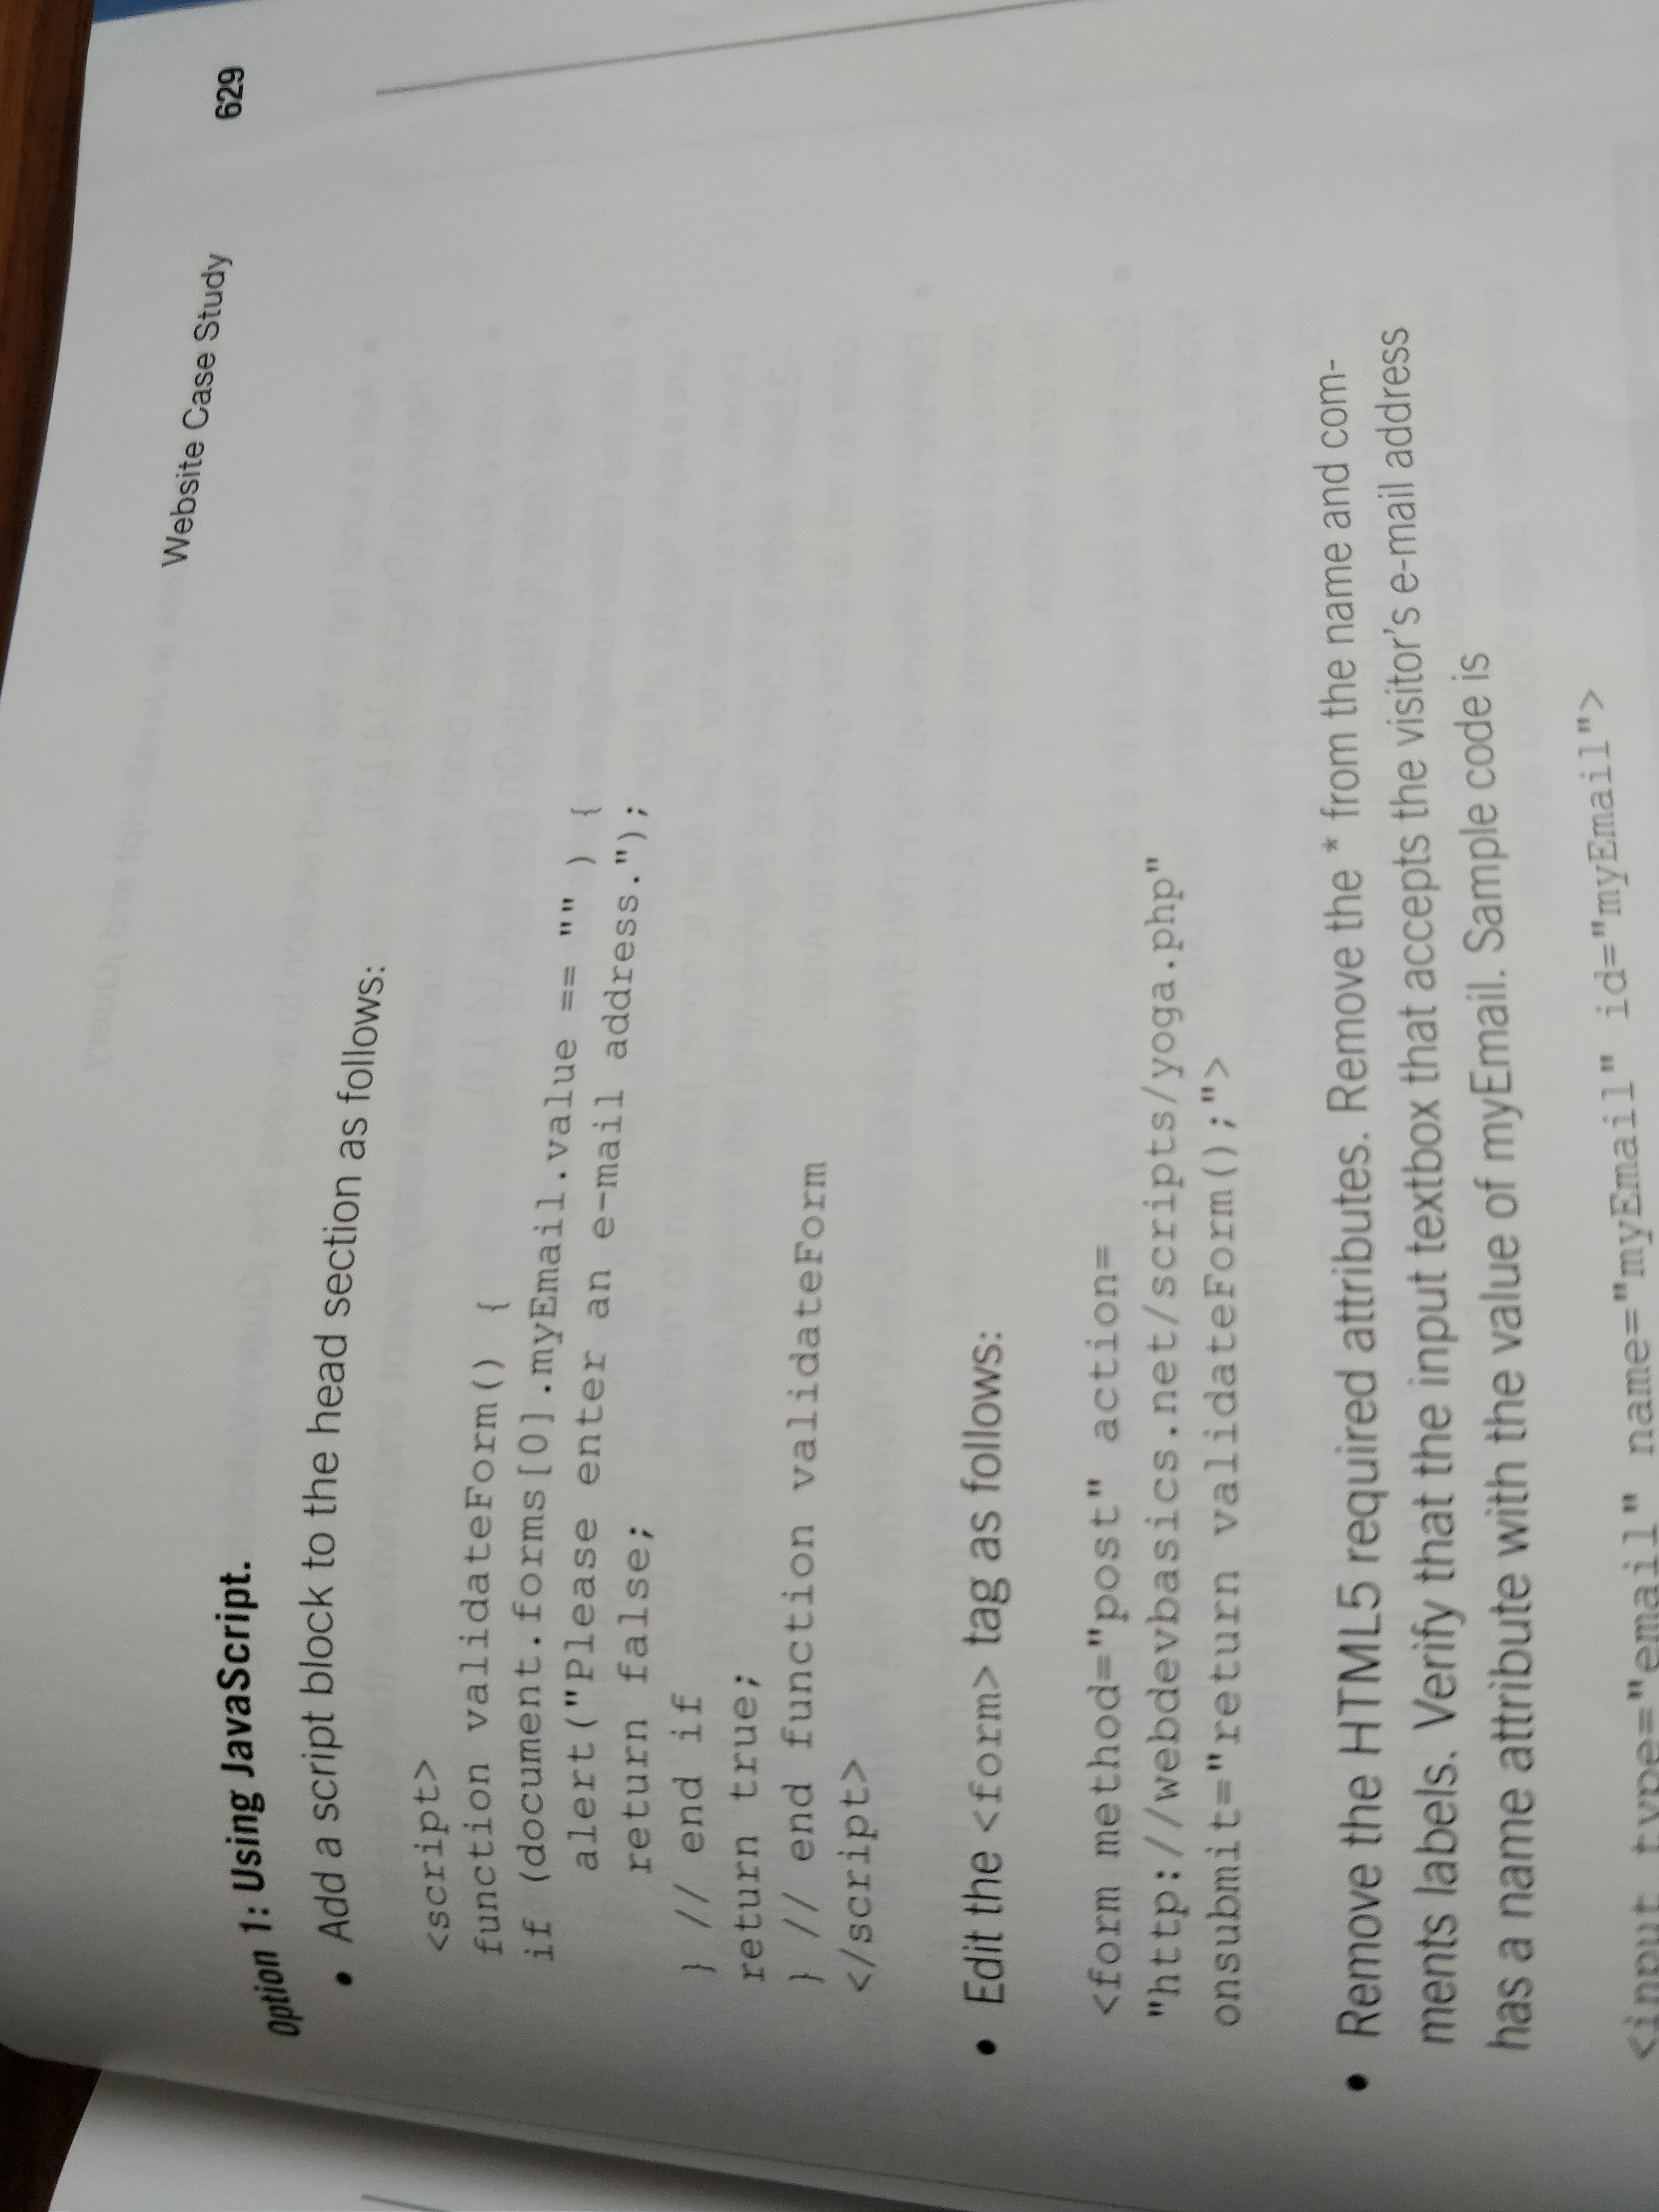 Website Case Study 629
Option 1: Using JavaScript.
• Add a script block to the head section as follows:
<script>
function validateForm() {
if (document.forms[0].myEmail.value == "" ) {
alert("Please enter an e-mail address.");
return false;
} // end if
return true;
} // end function validateForm
</script>
• Edit the <form> tag as follows:
<form method="post" action=
"http://webdevbasics.net/scripts/yoga.php"
onsubmit="return validateForm();">
• Remove the HTML5 required attributes. Remove the * from the name and com-
ments labels. Verify that the input textbox that accepts the visitor's e-mail address
has a name attribute with the value of myEmail. Sample code is
<input type="email" name="myEmail" id="myEmail">